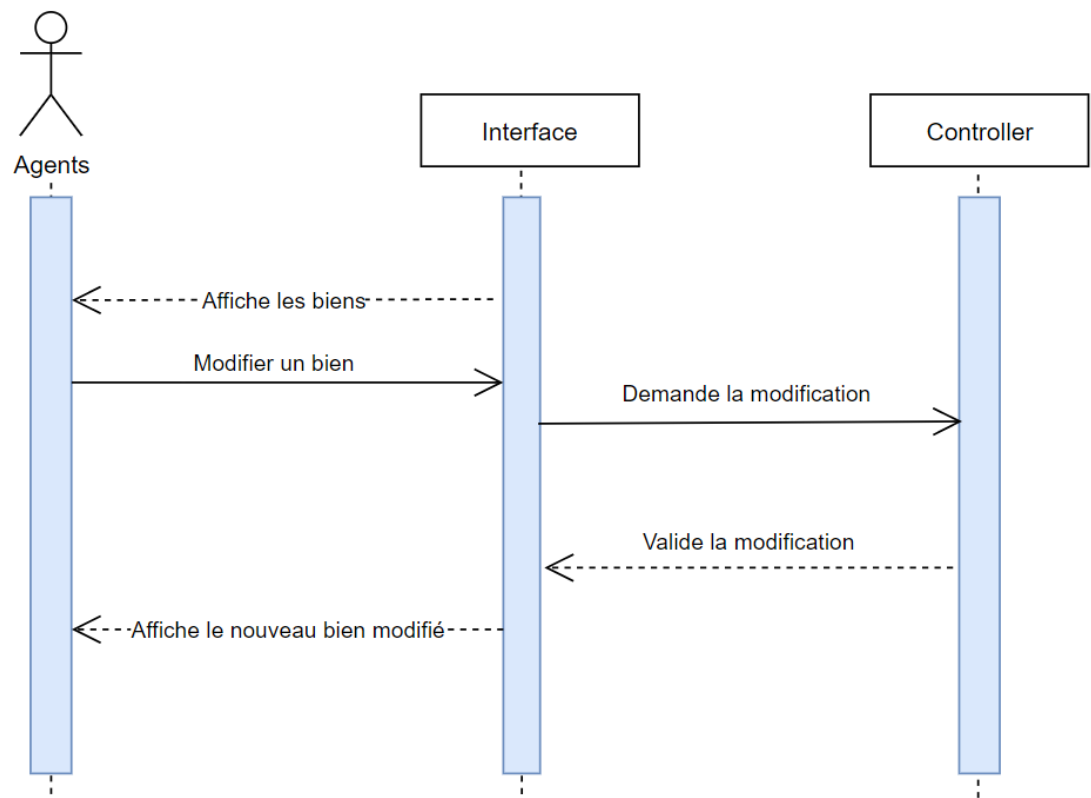 Interface
Controller
Agents
Affiche les biens
Modifier un bien
Demande la modification
Valide la modification
Affiche le nouveau bien modifié